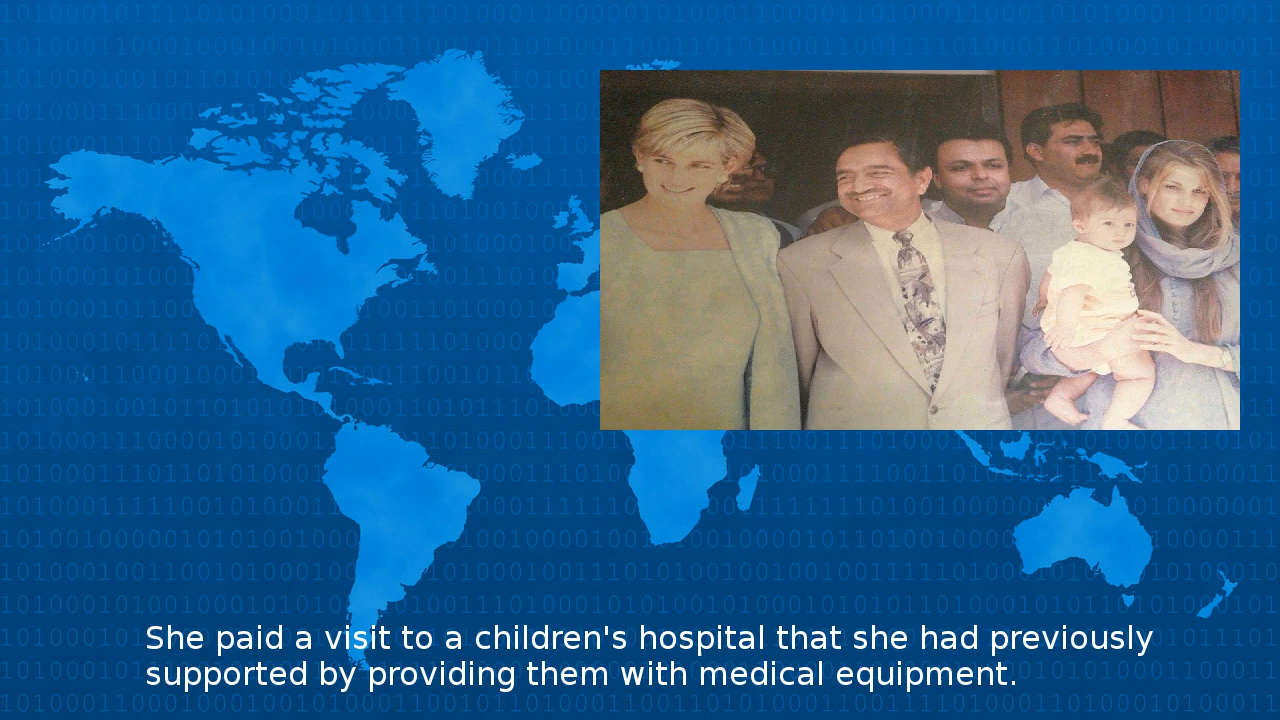 She paid a visit to a children's hospital that she had previously
supported by providing them with medical equipment.